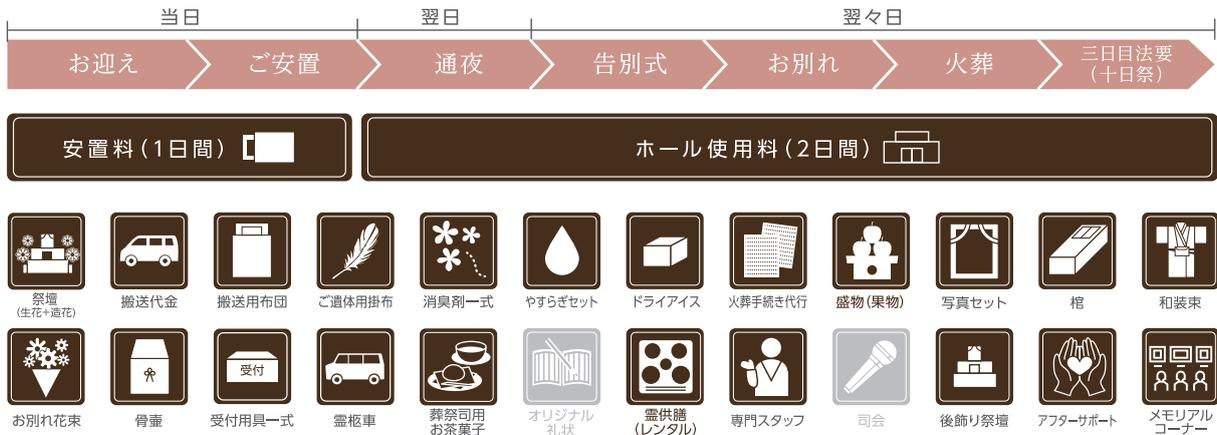 当日
翌日
翌々日
お迎え
ご安置
通夜
告別式
お別れ
火葬
三日目法要
（十日祭）
安置料（1日間）
ホール使用料（2日間）
祭壇
（生花+造花）
搬送代金
搬送用布団
ご遺体用掛布
消臭剤一式
やすらぎセット
ドライアイス
火葬手続き代行
盛物（果物）
写真セット
棺
和装束
受付
お別れ花束
骨壷
受付用具一式
霊柩車
葬祭司用
お茶菓子
オリジナル
礼状
霊供膳
（レンタル）
専門スタッフ
司会
後飾り祭壇
アフターサポート
メモリアル
コーナー